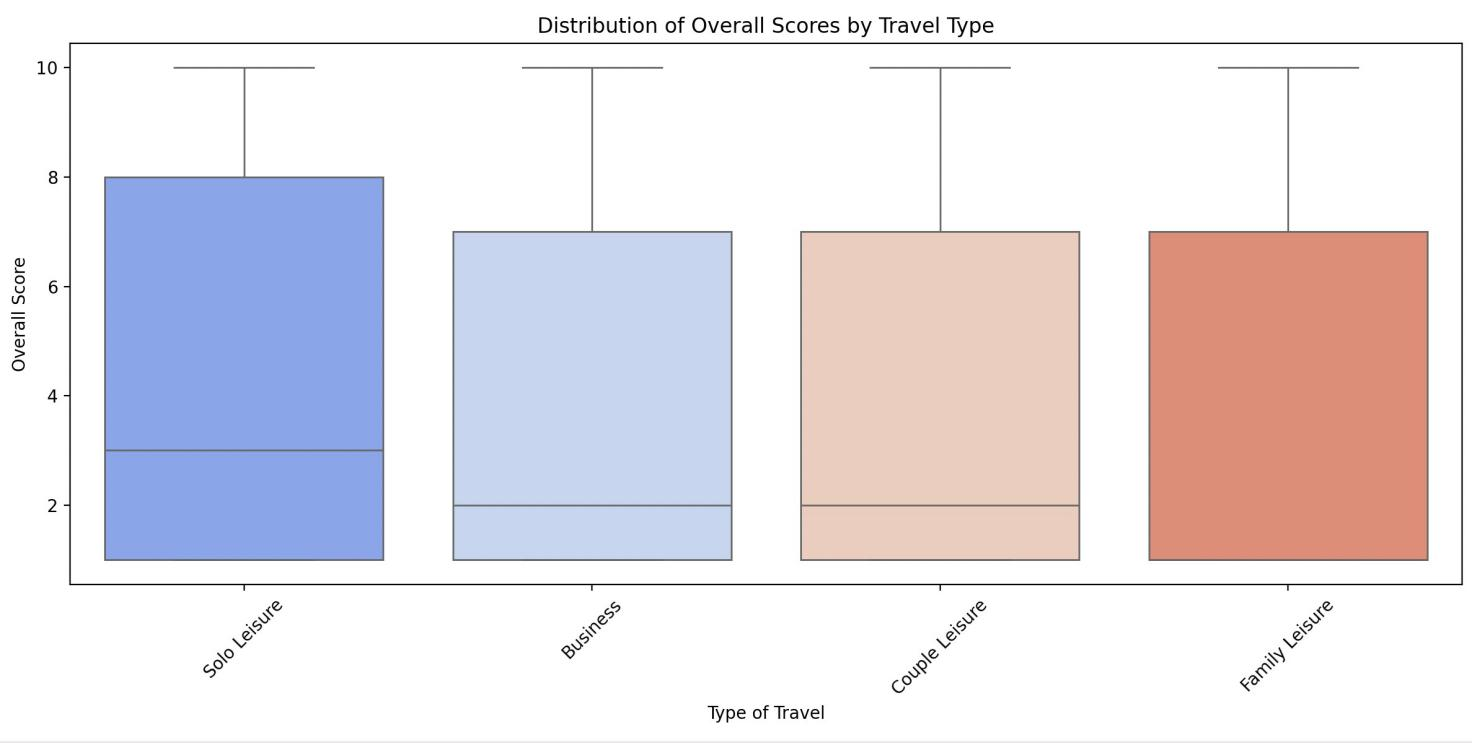 Distribution of Overall Scores by Travel Type
10
8
6
4
2
Overall Score
Solo Leisure
Business
Couple Leisure
Family Leisure
Type of Travel